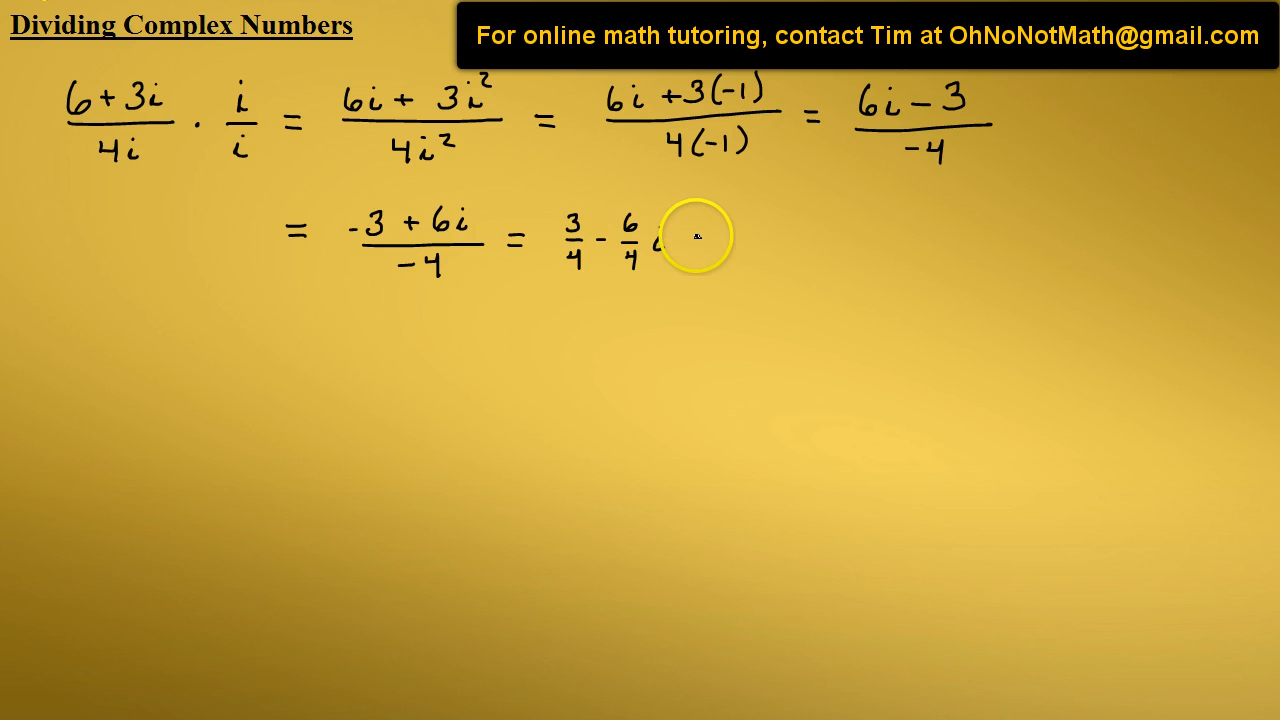 Dividing Complex Numbers
For online math tutoring, contact Tim at OhNoNotMath@gmail.com
(6 + 3i)/(4i) · i/i = (6i + 3i²)/(4i²) = (6i + 3(-1))/(4(-1)) = (6i - 3)/(-4)
= (-3 + 6i)/(-4) = 3/4 - 6/4 i